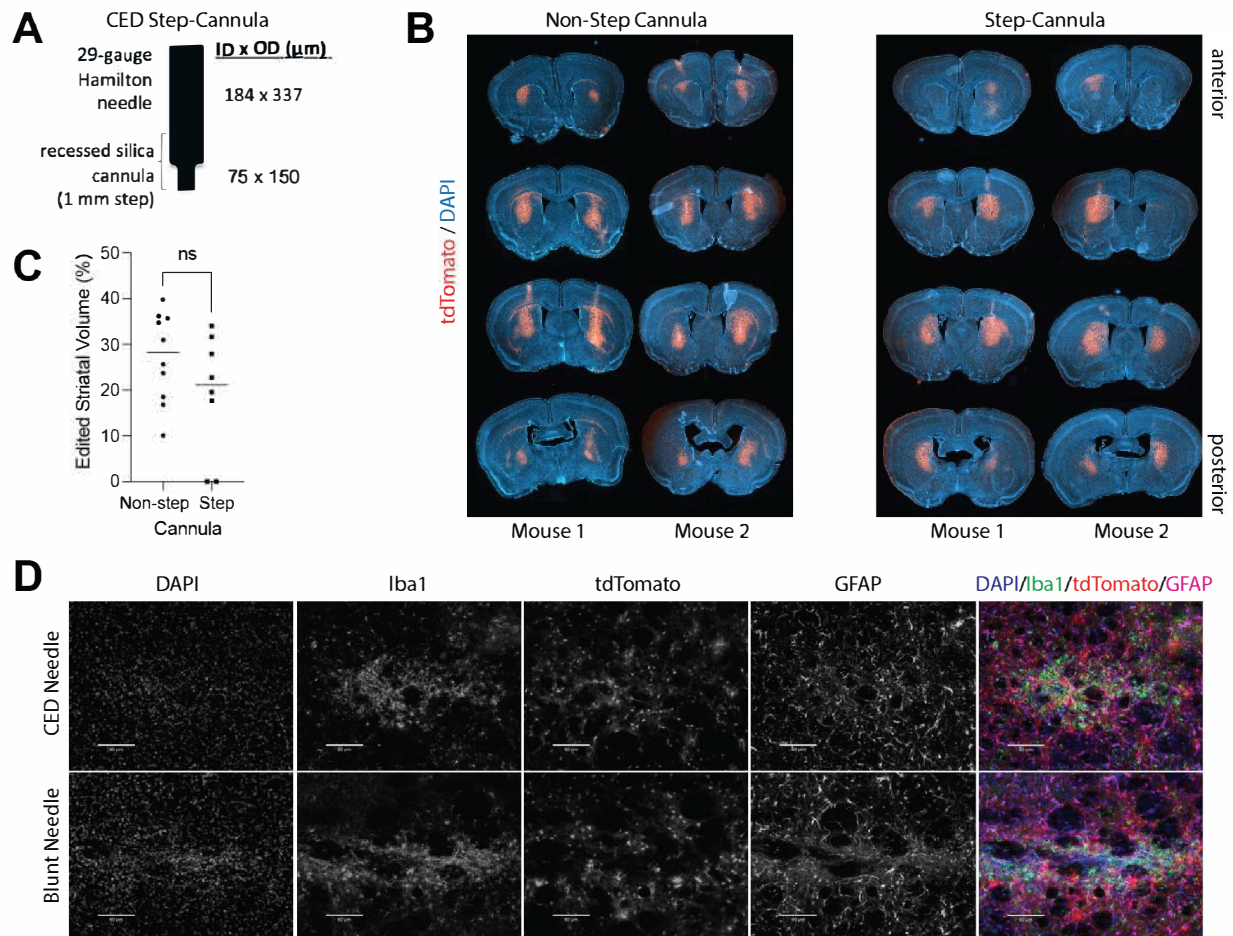 A
CED Step-Cannula
29-gauge
Hamilton
needle
ID x OD (µm)
184 x 337
recessed silica
cannula
(1 mm step)
75 x 150
B
Non-Step Cannula
Step-Cannula
tdTomato / DAPI
anterior
posterior
Mouse 1
Mouse 2
Mouse 1
Mouse 2
C
Edited Striatal Volume (%)
50
40
30
20
10
0
ns
Non-step
Step
Cannula
D
DAPI
Iba1
tdTomato
GFAP
DAPI/Iba1/tdTomato/GFAP
CED Needle
Blunt Needle